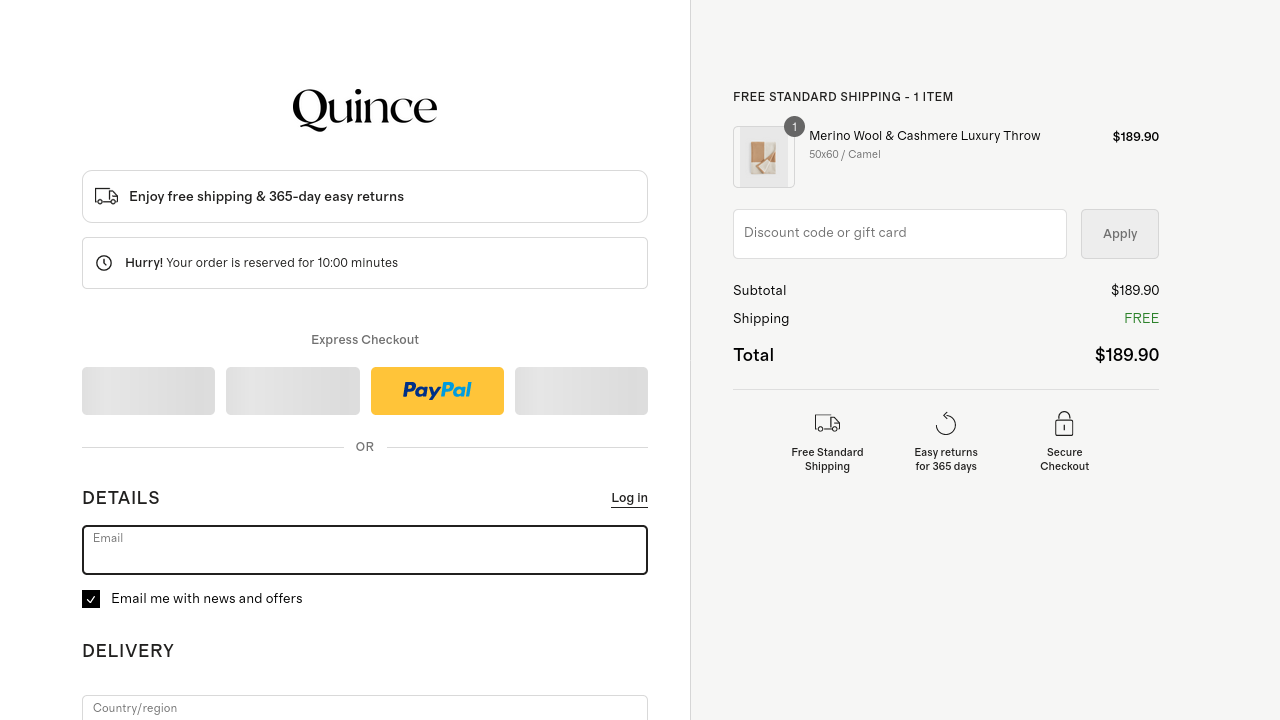 Quince
Enjoy free shipping & 365-day easy returns
Hurry! Your order is reserved for 10:00 minutes
Express Checkout
PayPal
OR
DETAILS
Log in
Email
Email me with news and offers
DELIVERY
Country/region
FREE STANDARD SHIPPING - 1 ITEM
1
Merino Wool & Cashmere Luxury Throw
$189.90
50x60 / Camel
Discount code or gift card
Apply
Subtotal
$189.90
Shipping
FREE
Total
$189.90
Free Standard
Shipping
Easy returns
for 365 days
Secure
Checkout